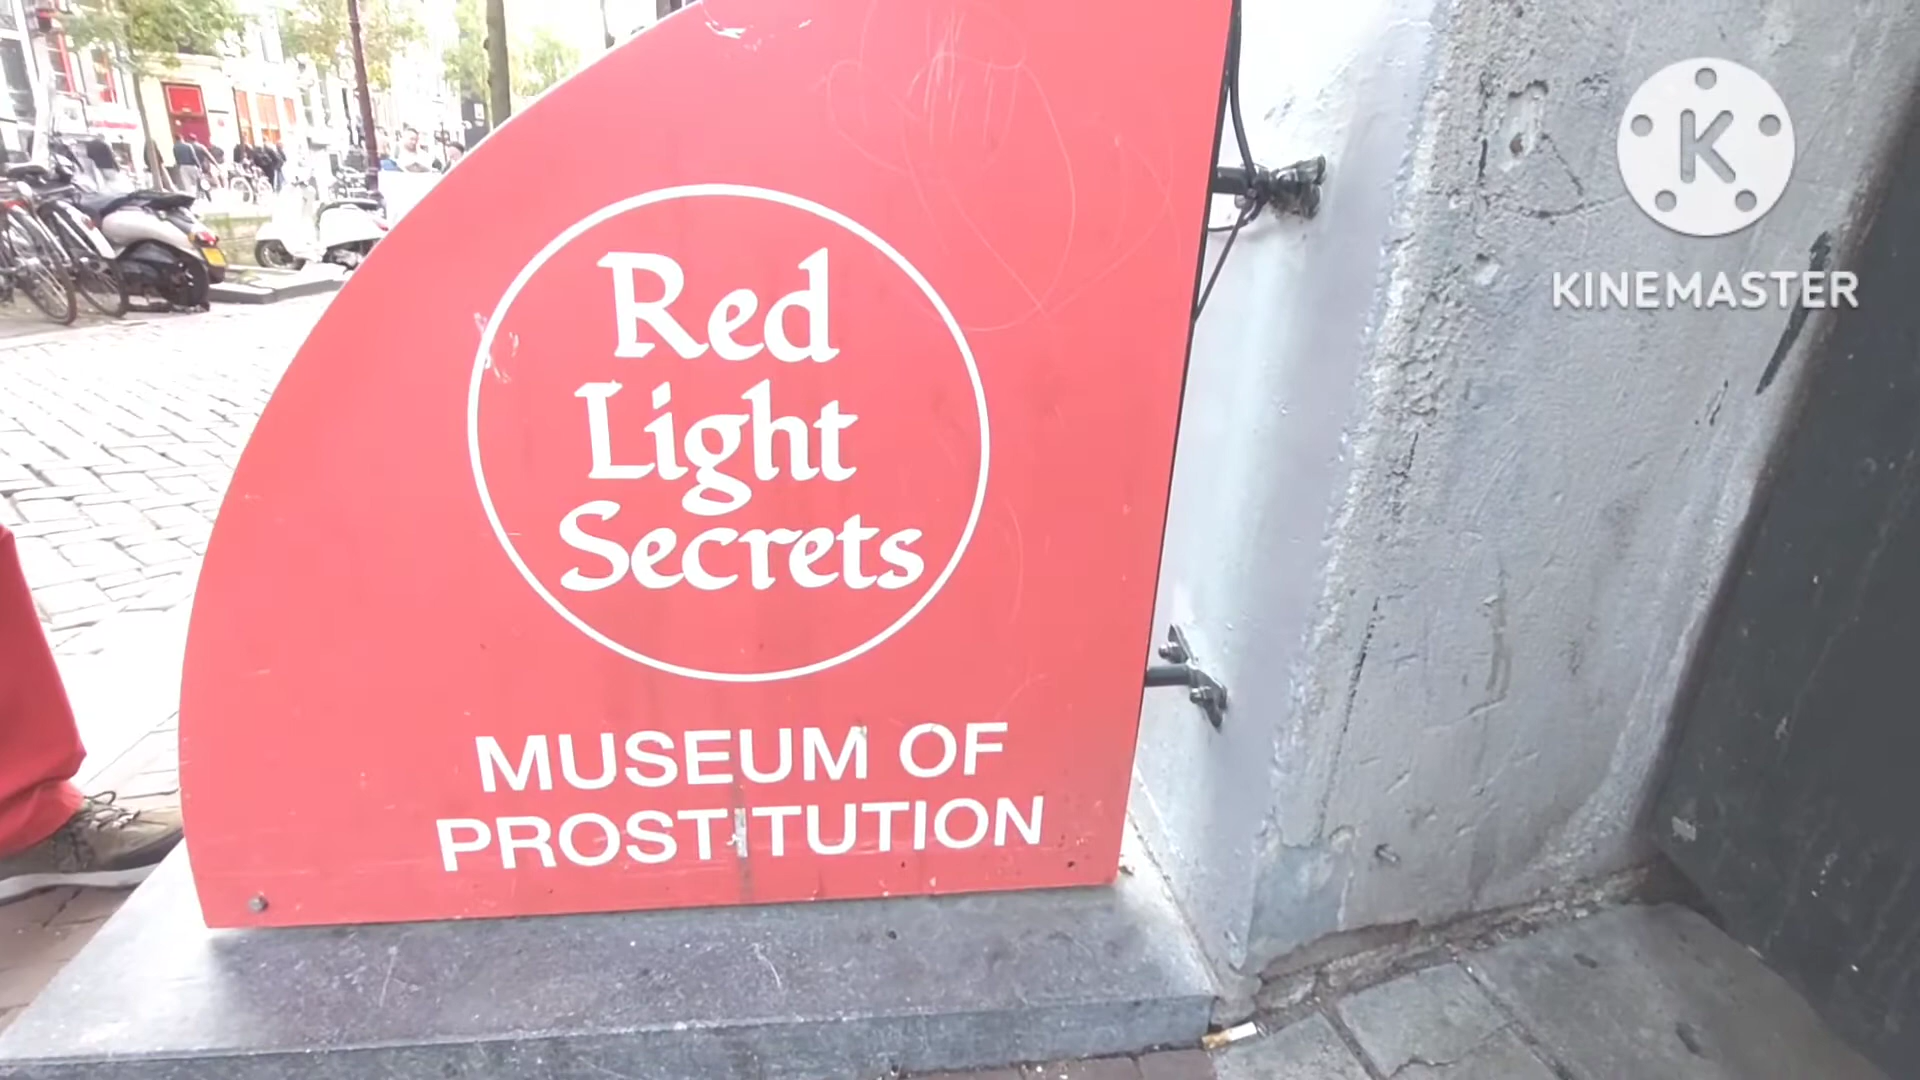 Red
Light
Secrets
MUSEUM OF
PROSTITUTION
K
KINEMASTER